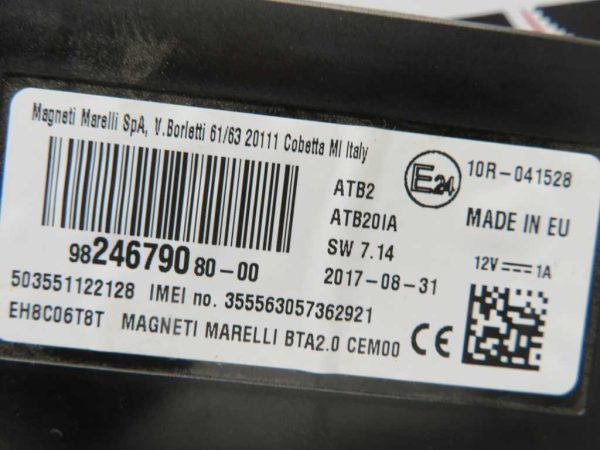 Magneti Marelli SpA, V.Borletti 61/63 20111 Cobetta MI Italy
E24
10R-041528
ATB2
ATB20IA
MADE IN EU
SW 7.14
2017-08-31
12V 1A
98246790 80-00
503551122128 IMEI no. 355563057362921
EH8C06T8T MAGNETI MARELLI BTA2.0 CEM00 CE